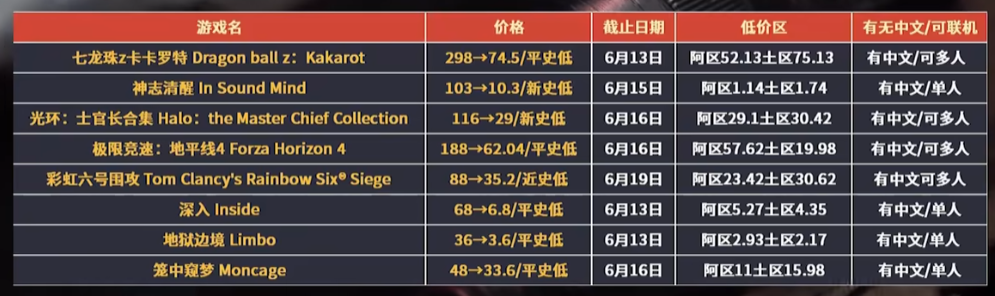 游戏名 价格 截止日期 低价区 有无中文/可联机
七龙珠z卡卡罗特 Dragon ball z：Kakarot 298→74.5/平史低 6月13日 阿区52.13土区75.13 有中文/可多人
神志清醒 In Sound Mind 103→10.3/新史低 6月15日 阿区1.14土区1.74 有中文/单人
光环：士官长合集 Halo：the Master Chief Collection 116→29/新史低 6月16日 阿区29.1土区30.42 有中文/可多人
极限竞速：地平线4 Forza Horizon 4 188→62.04/平史低 6月16日 阿区57.62土区19.98 有中文/可多人
彩虹六号围攻 Tom Clancy's Rainbow Six® Siege 88→35.2/近史低 6月19日 阿区23.42土区30.62 有中文可多人
深入 Inside 68→6.8/平史低 6月13日 阿区5.27土区4.35 有中文/单人
地狱边境 Limbo 36→3.6/平史低 6月13日 阿区2.93土区2.17 有中文/单人
笼中窥梦 Moncage 48→33.6/平史低 6月16日 阿区11土区15.98 有中文/单人